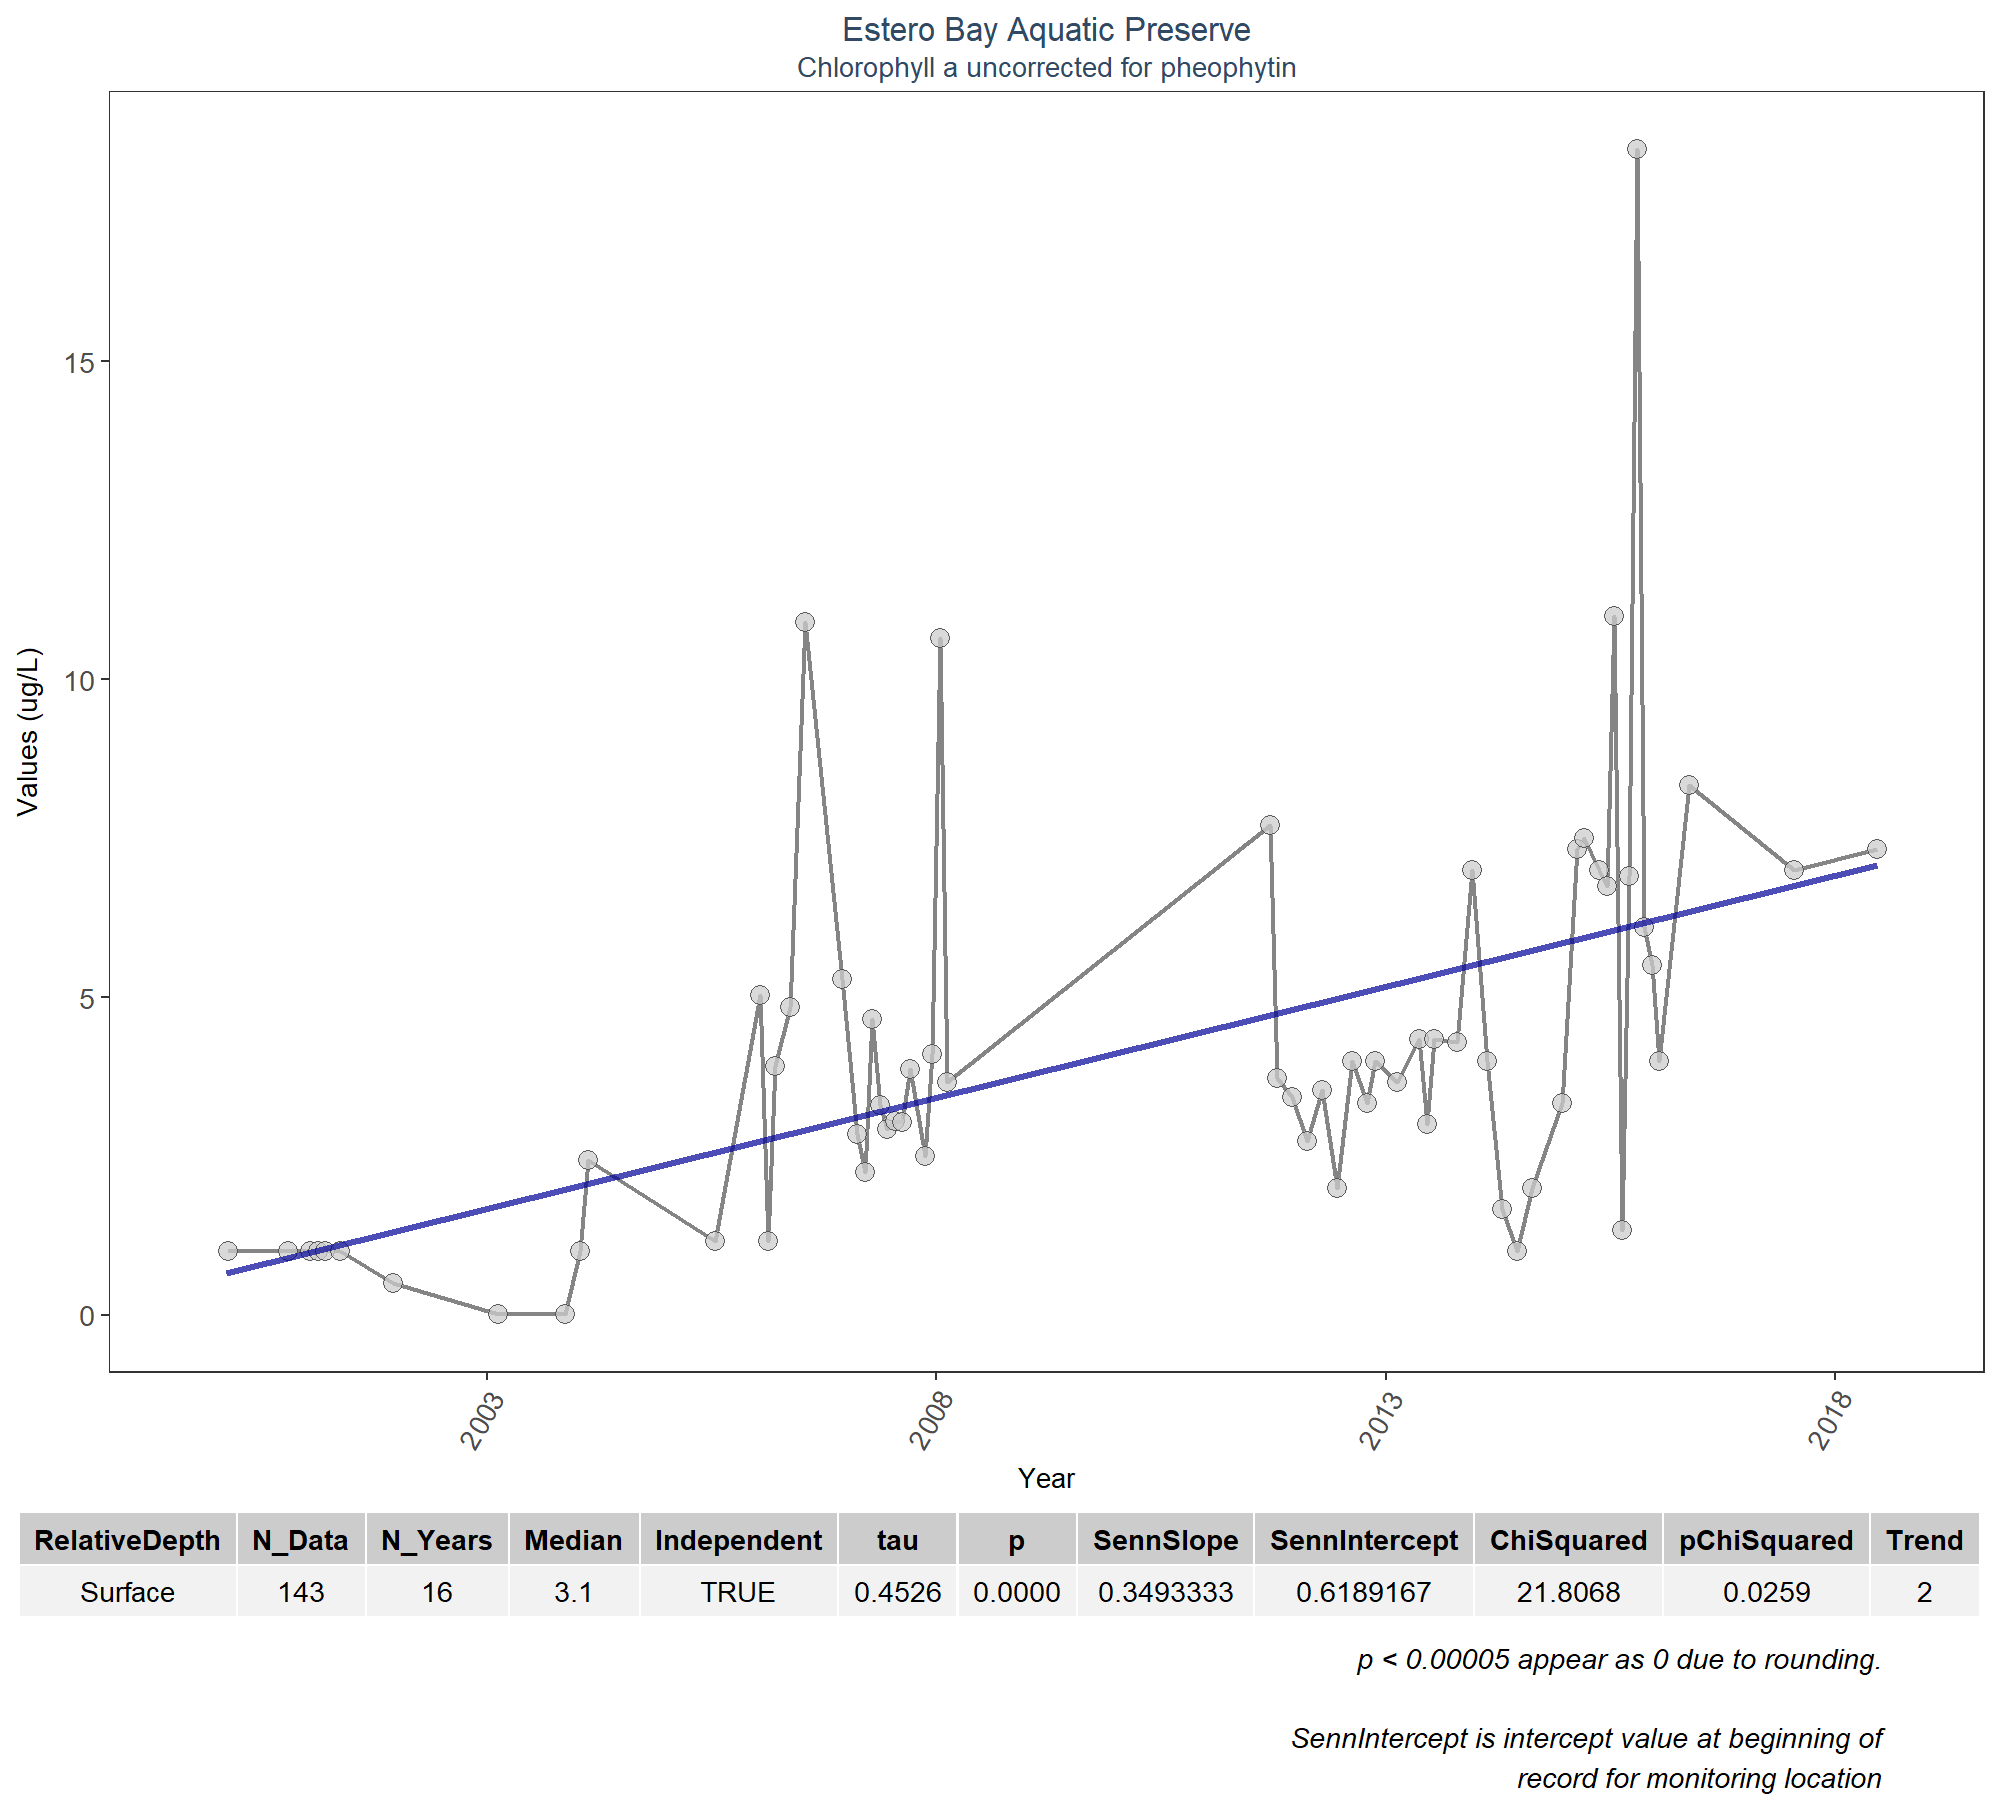 Estero Bay Aquatic Preserve
Chlorophyll a uncorrected for pheophytin
Values (ug/L)
15
10
5
0
2003 2008 2013 2018
Year
RelativeDepth N_Data N_Years Median Independent tau p SennSlope SennIntercept ChiSquared pChiSquared Trend
Surface 143 16 3.1 TRUE 0.4526 0.0000 0.3493333 0.6189167 21.8068 0.0259 2
p < 0.00005 appear as 0 due to rounding.
SennIntercept is intercept value at beginning of
record for monitoring location